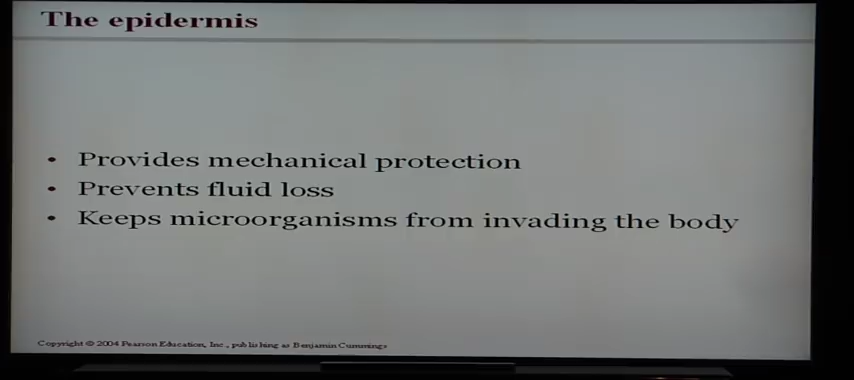 The epidermis
• Provides mechanical protection
• Prevents fluid loss
• Keeps microorganisms from invading the body
Copyright © 2004 Pearson Education, Inc., publishing as Benjamin Cummings